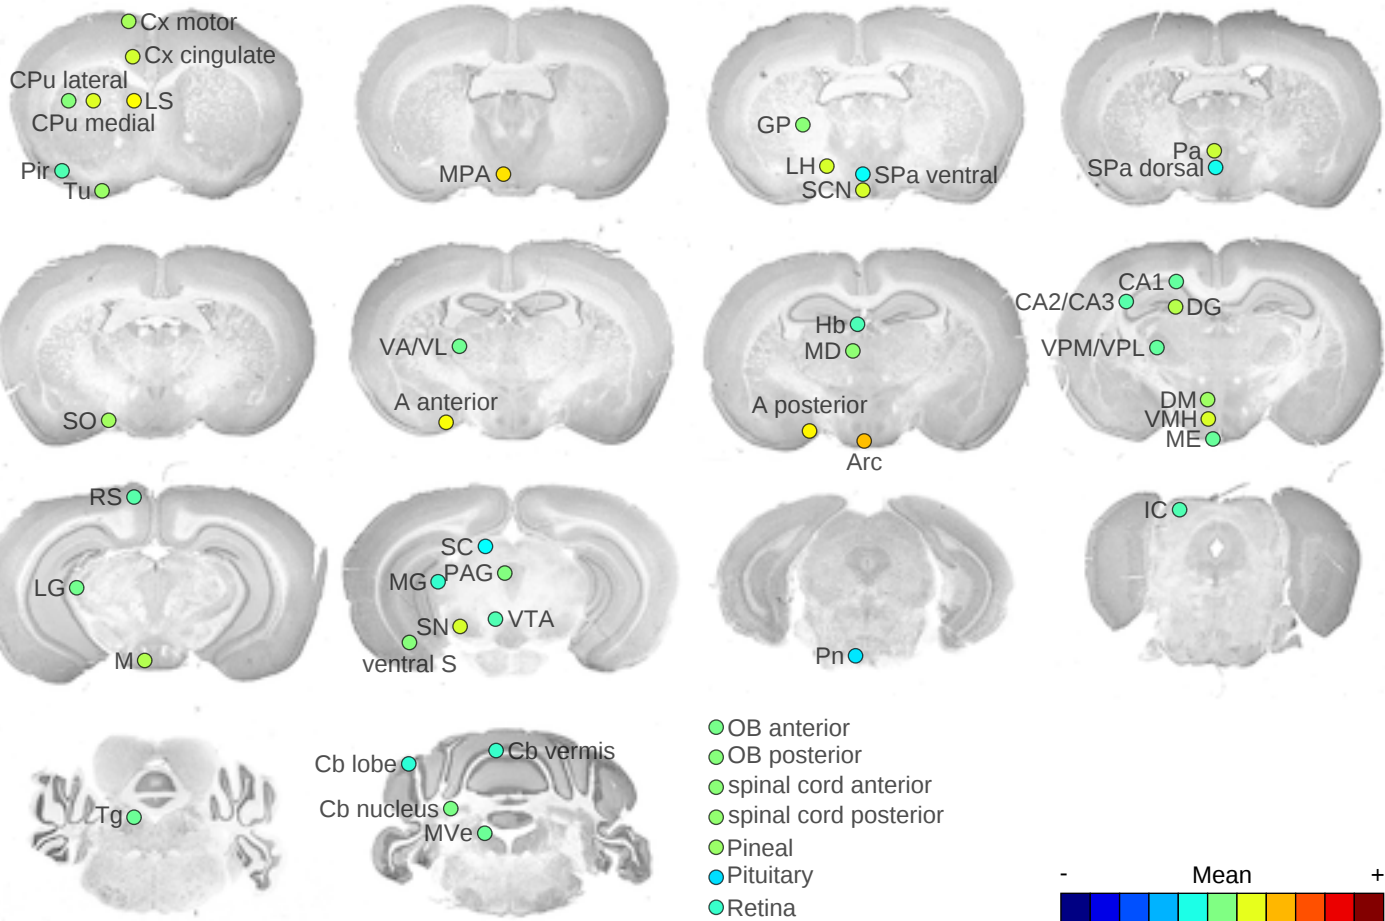 Cx motor
Cx cingulate
CPu lateral
LS
CPu medial
Pir
Tu
MPA
GP
LH
SPa ventral
SCN
Pa
SPa dorsal
SO
VA/VL
A anterior
Hb
MD
A posterior
Arc
CA1
CA2/CA3
DG
VPM/VPL
DM
VMH
ME
RS
LG
M
SC
MG
PAG
SN
VTA
ventral S
Pn
IC
Tg
Cb lobe
Cb vermis
Cb nucleus
MVe
OB anterior
OB posterior
spinal cord anterior
spinal cord posterior
Pineal
Pituitary
Retina
- Mean +